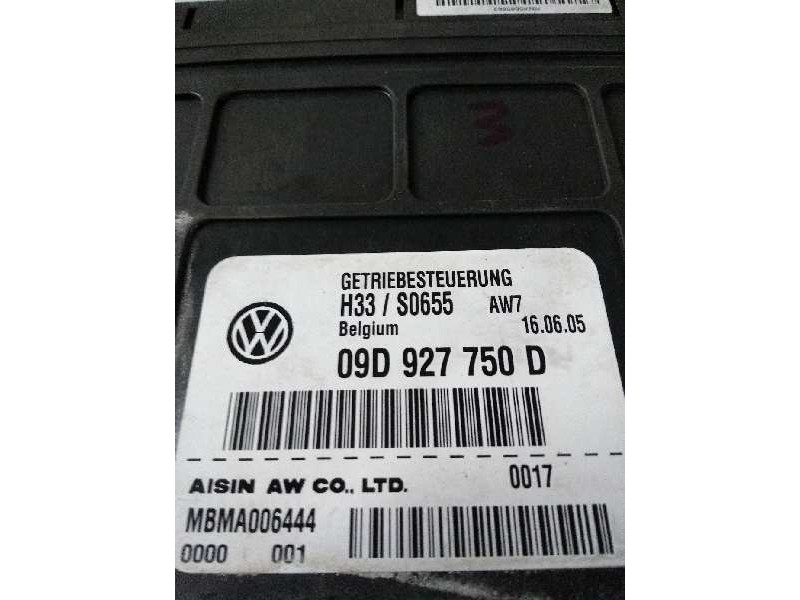 3
GETRIEBESTEUERUNG
H33 / S0655 AW7
Belgium 16.06.05
09D 927 750 D
AISIN AW CO., LTD. 0017
MBMA006444
0000 001